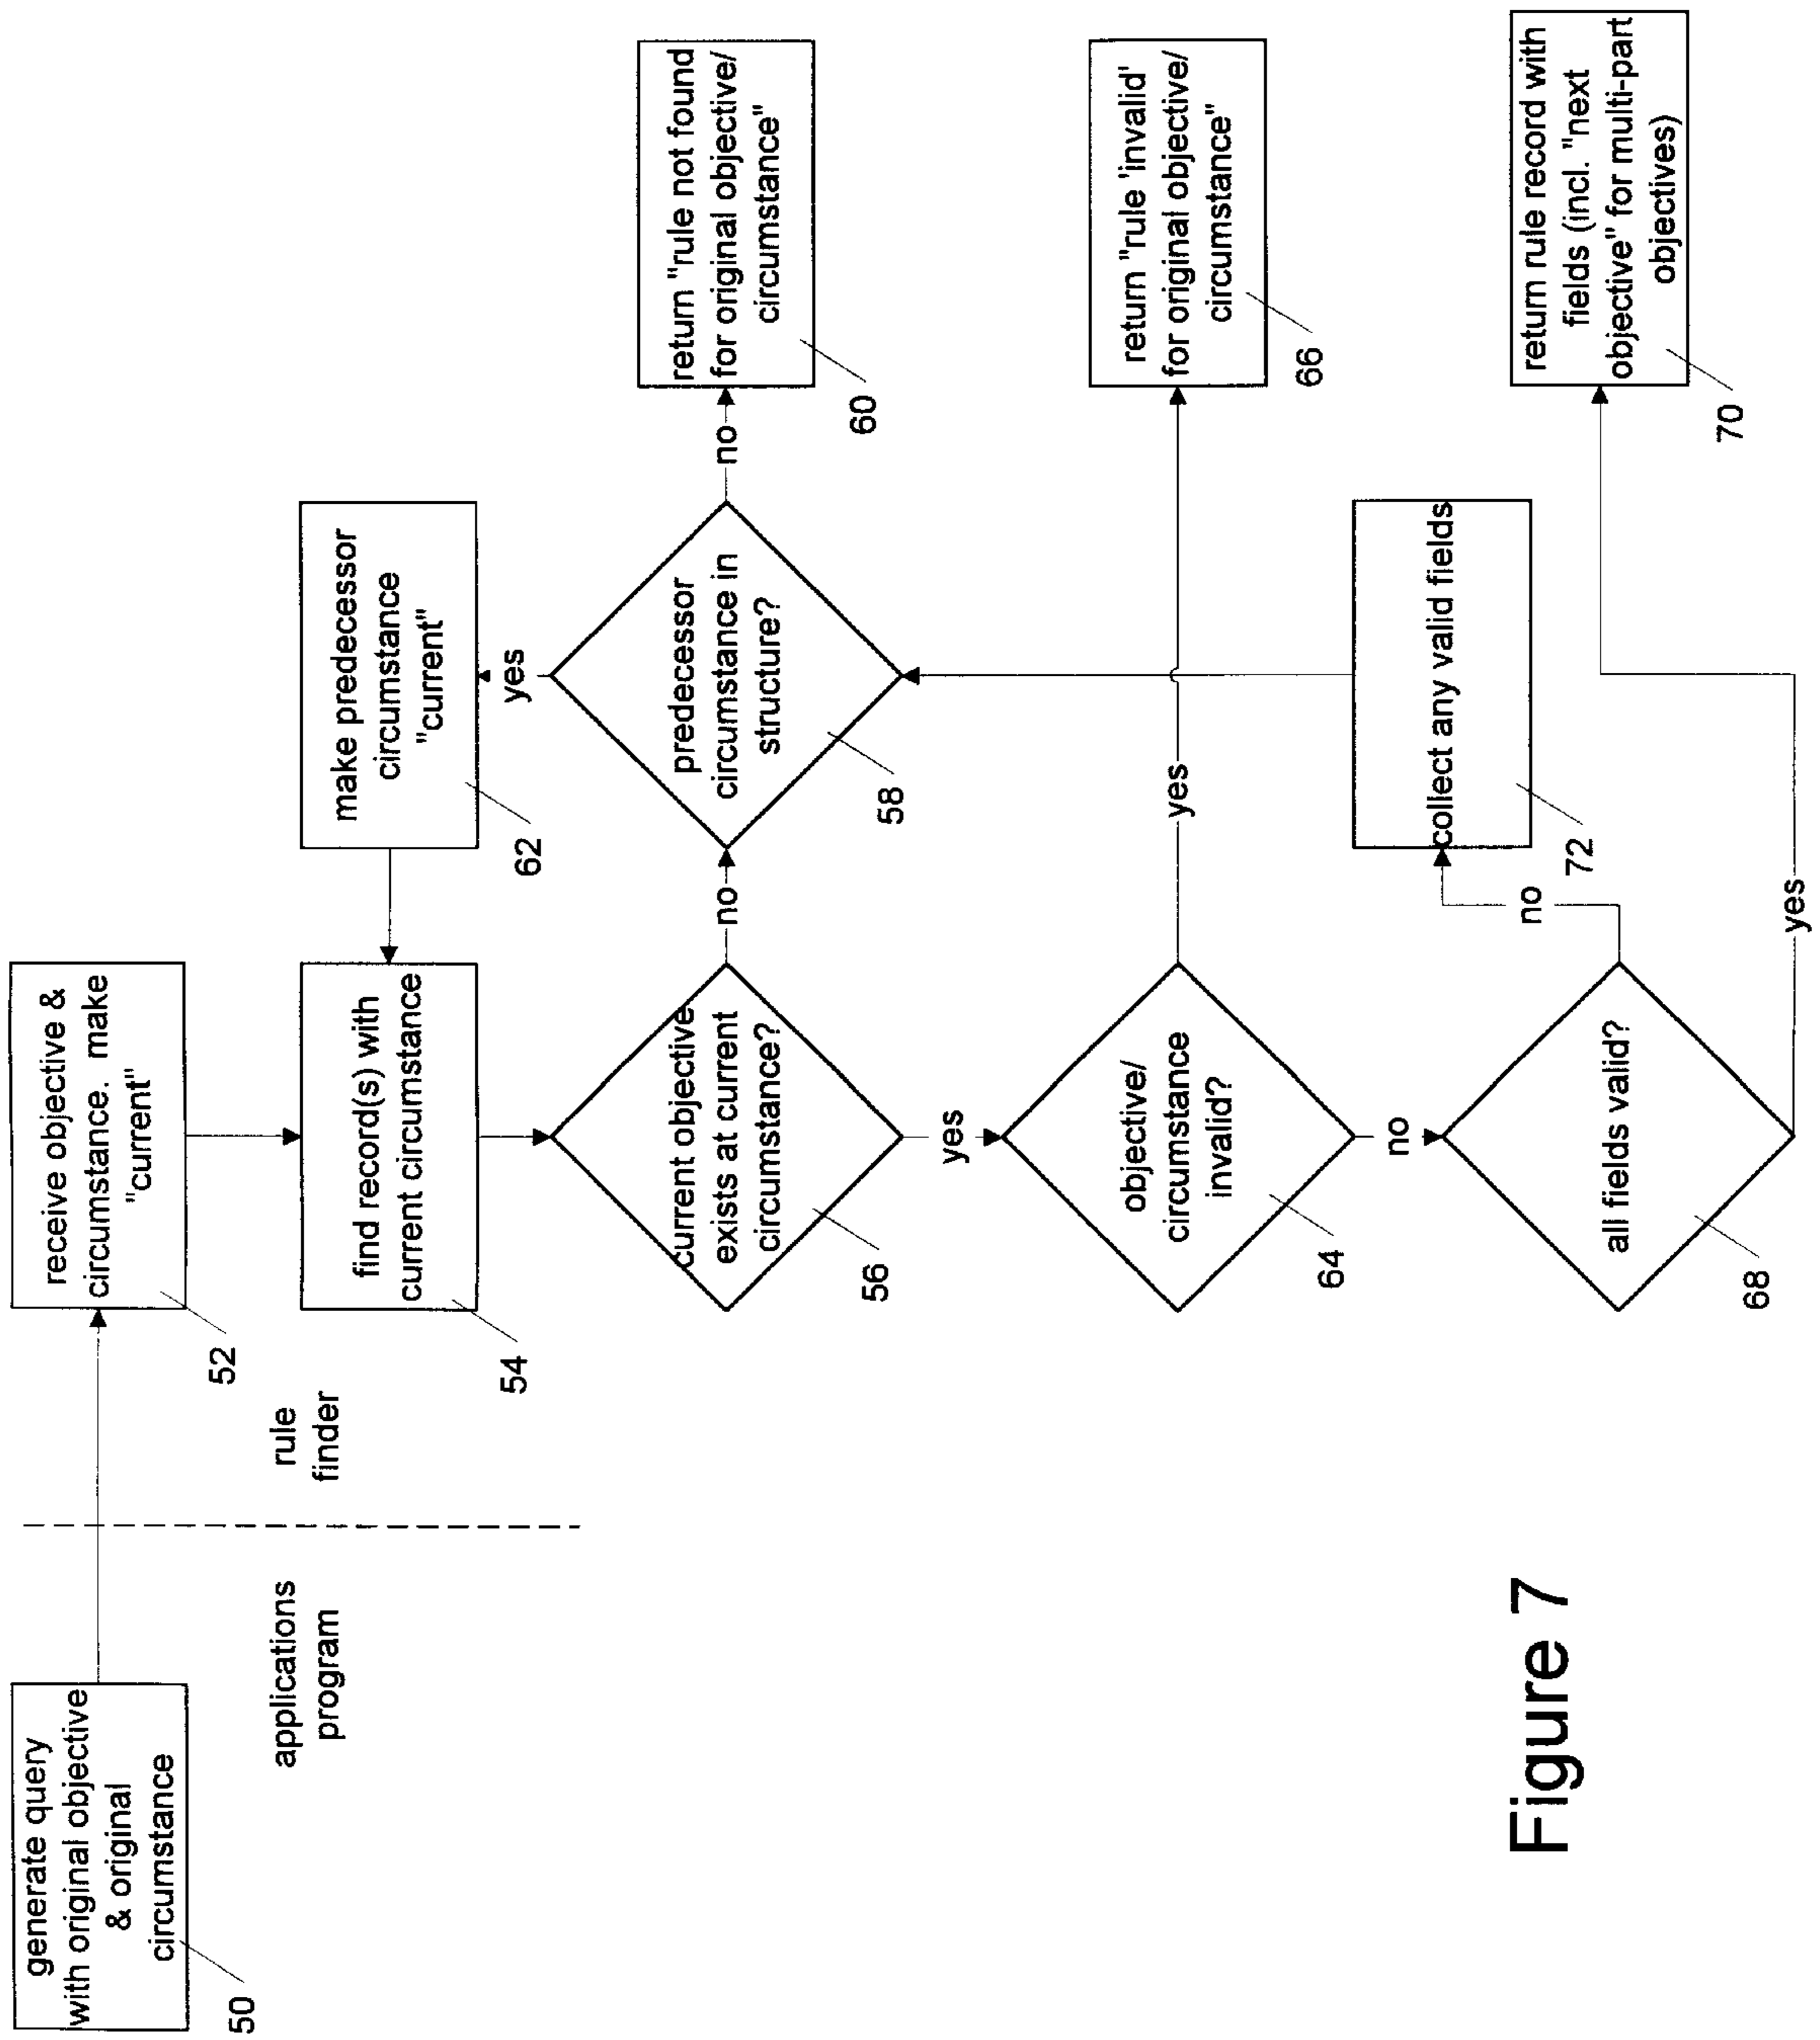 generate query
with original objective
& original
circumstance
50
applications
program
rule
finder
receive objective &
circumstance. make
"current"
52
find record(s) with
current circumstance
54
make predecessor
circumstance
"current"
62
current objective
exists at current
circumstance?
56
no
predecessor
circumstance in
structure?
58
yes
no
return "rule not found
for original objective/
circumstance"
60
yes
objective/
circumstance
invalid?
64
yes
return "rule 'invalid'
for original objective/
circumstance"
66
no
all fields valid?
68
no
collect any valid fields
72
yes
return rule record with
fields (incl. "next
objective" for multi-part
objectives)
70
Figure 7